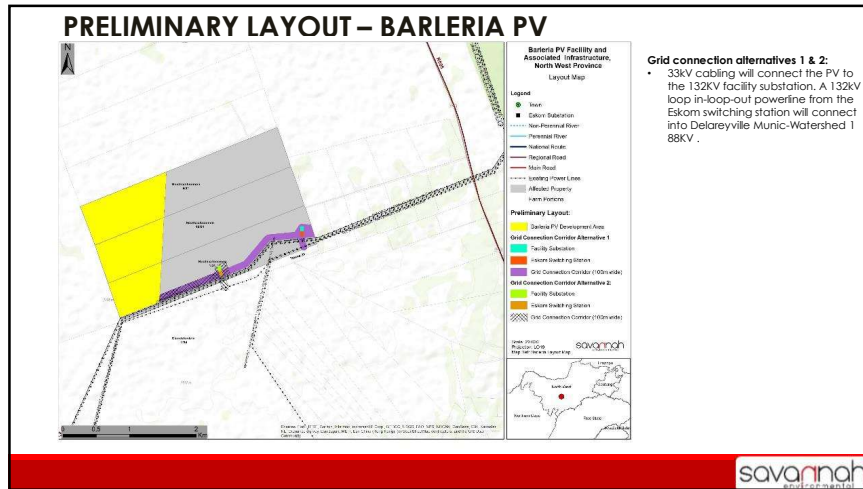 PRELIMINARY LAYOUT – BARLERIA PV
N
Barleria PV Facility and
Associated Infrastructure,
North West Province
Layout Map
Legend
Town
Eskom Substation
Non-Perennial River
Perennial River
National Route
Regional Road
Main Road
Existing Power Lines
Affected Property
Farm Portions
Preliminary Layout:
Barleria PV Development Area
Grid Connection Corridor Alternative 1
Facility Substation
Eskom Switching Station
Grid Connection Corridor (100m wide)
Grid Connection Corridor Alternative 2:
Facility Substation
Eskom Switching Station
Grid Connection Corridor (100m wide)
savannah
0 0.5 1 2
Km
Grid connection alternatives 1 & 2:
• 33kV cabling will connect the PV to
the 132KV facility substation. A 132kV
loop in-loop-out powerline from the
Eskom switching station will connect
into Delareyville Munic-Watershed 1
88KV .
savannah
environmental